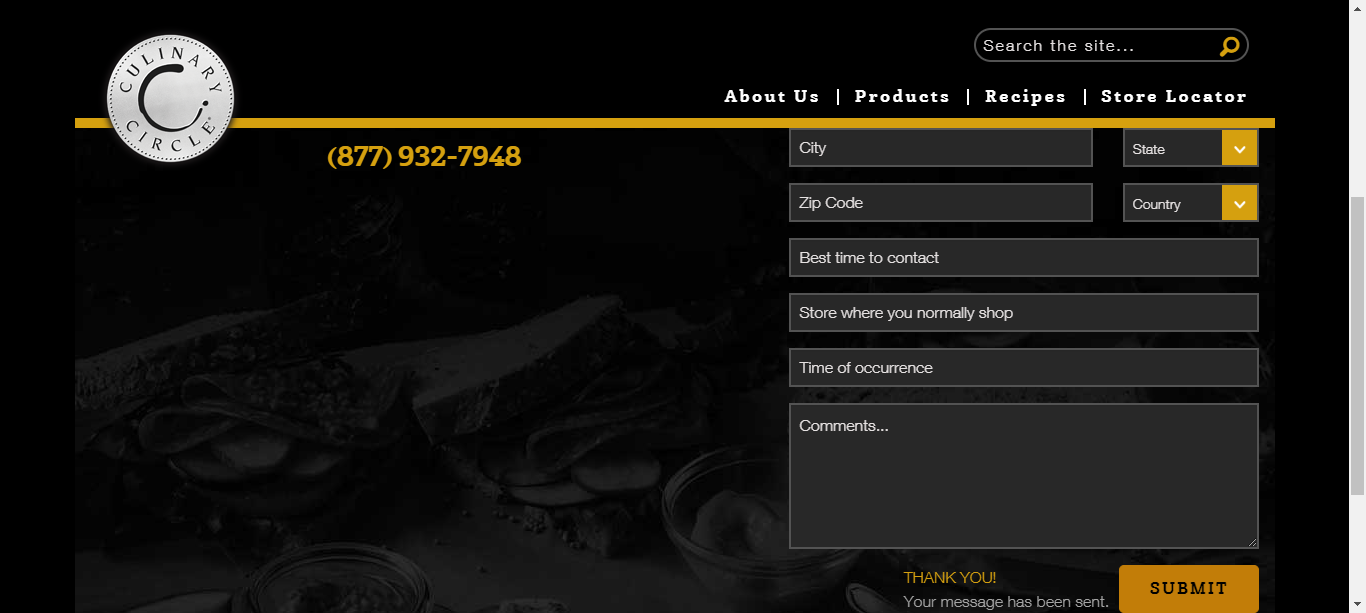 CULINARY
CIRCLE
Search the site...
About Us | Products | Recipes | Store Locator
(877) 932-7948
City
State
Zip Code
Country
Best time to contact
Store where you normally shop
Time of occurrence
Comments...
THANK YOU!
Your message has been sent.
SUBMIT